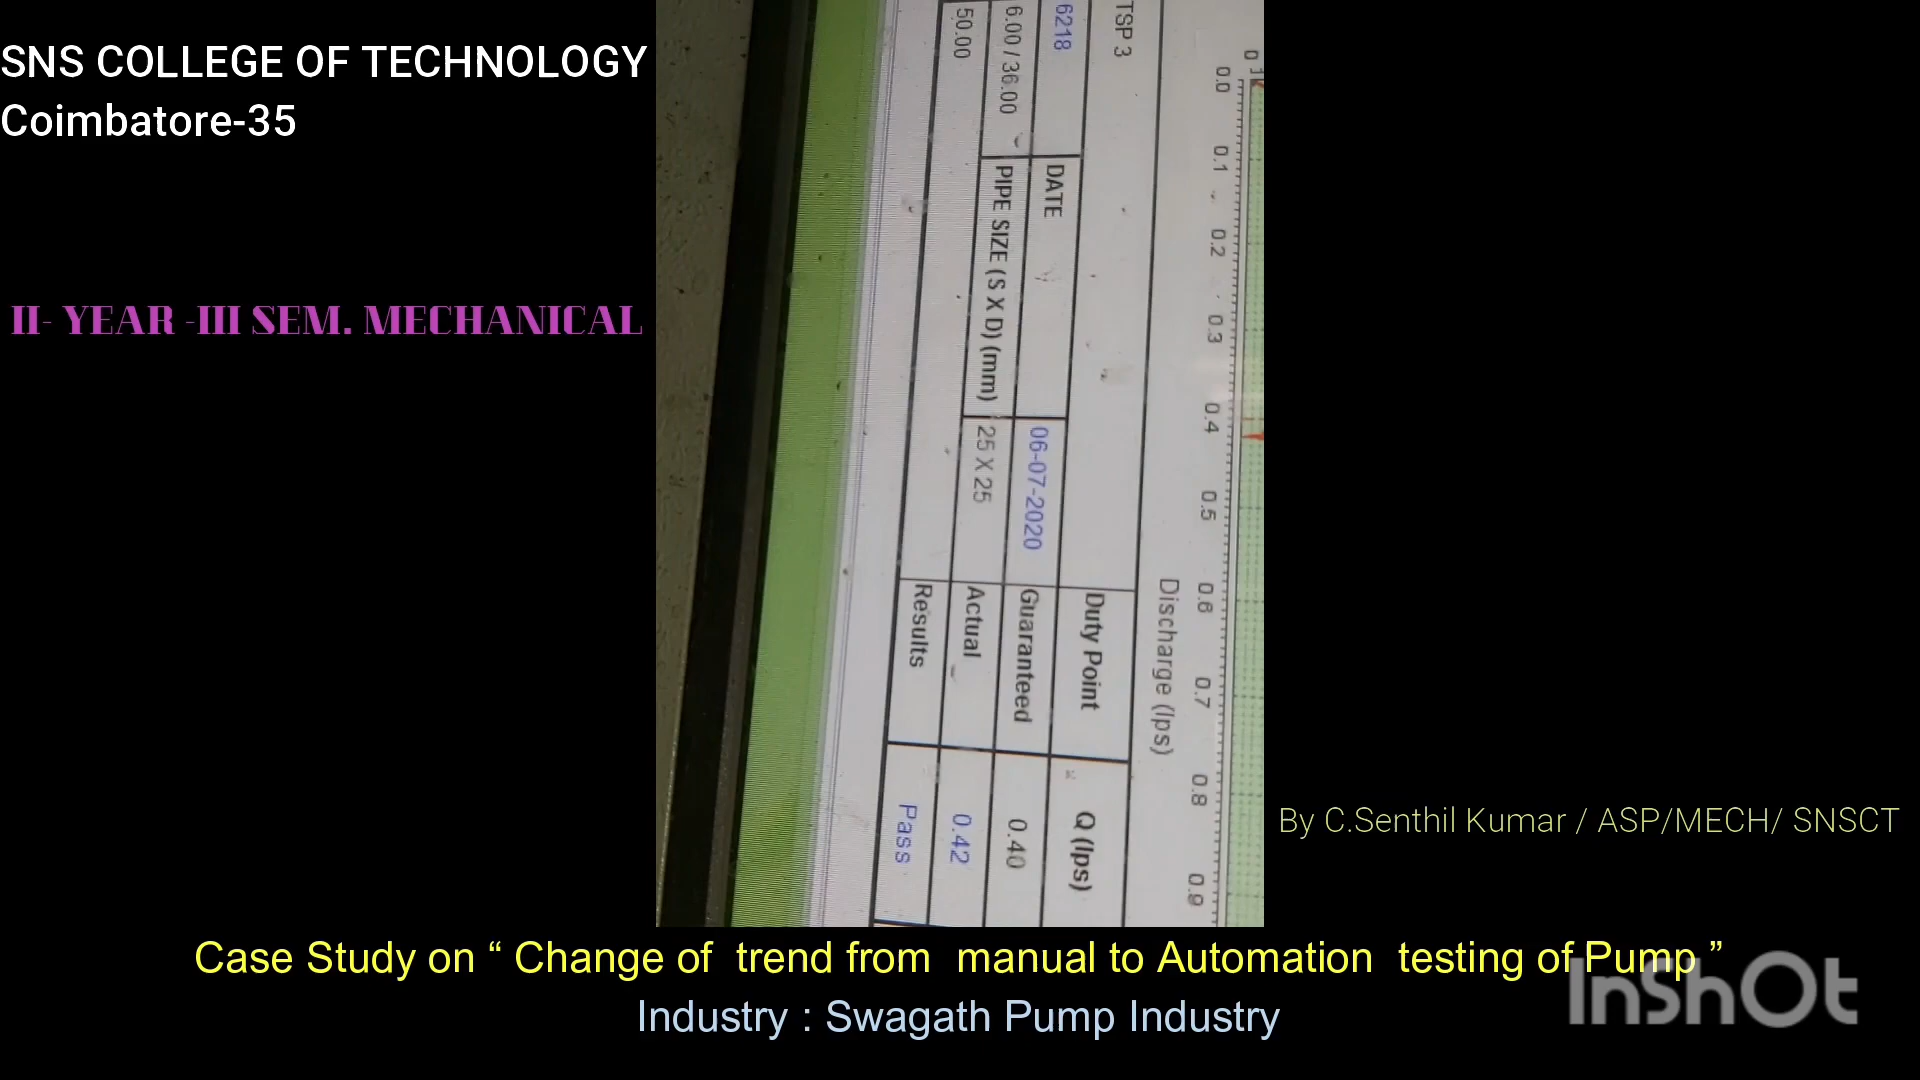 SNS COLLEGE OF TECHNOLOGY
Coimbatore-35
II- YEAR -III SEM. MECHANICAL
0.0 0.1 0.2 0.3 0.4 0.5 0.6 0.7 0.8 0.9
Discharge (lps)
TSP 3 Duty Point Q (lps)
6218 DATE 06-07-2020 Guaranteed 0.40
6.00 / 36.00 PIPE SIZE (S X D) (mm) 25 X 25 Actual 0.42
50.00 Results Pass
By C.Senthil Kumar / ASP/MECH/ SNSCT
Case Study on “ Change of trend from manual to Automation testing of Pump ”
Industry : Swagath Pump Industry
InShOt